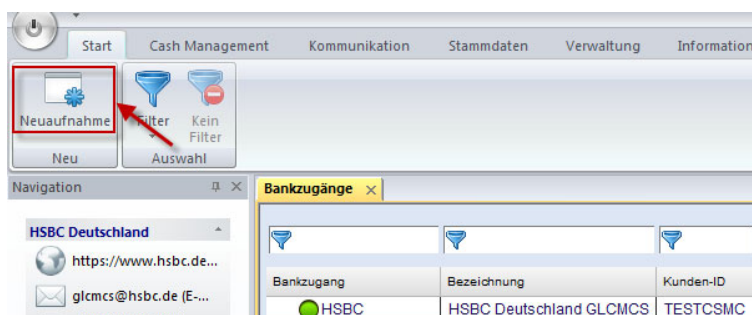 Start Cash Management Kommunikation Stammdaten Verwaltung Information
Neuaufnahme Filter Kein Filter
Neu Auswahl
Navigation Bankzugänge
HSBC Deutschland
https://www.hsbc.de...
glcmcs@hsbc.de (E-...
Bankzugang Bezeichnung Kunden-ID
HSBC HSBC Deutschland GLCMCS TESTCSMC